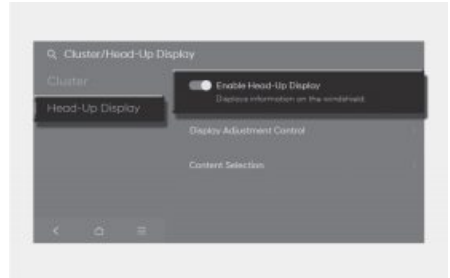 Cluster/Head-Up Display
Cluster
Head-Up Display
Enable Head-Up Display
Displays information on the windshield.
Display Adjustment Control
Content Selection